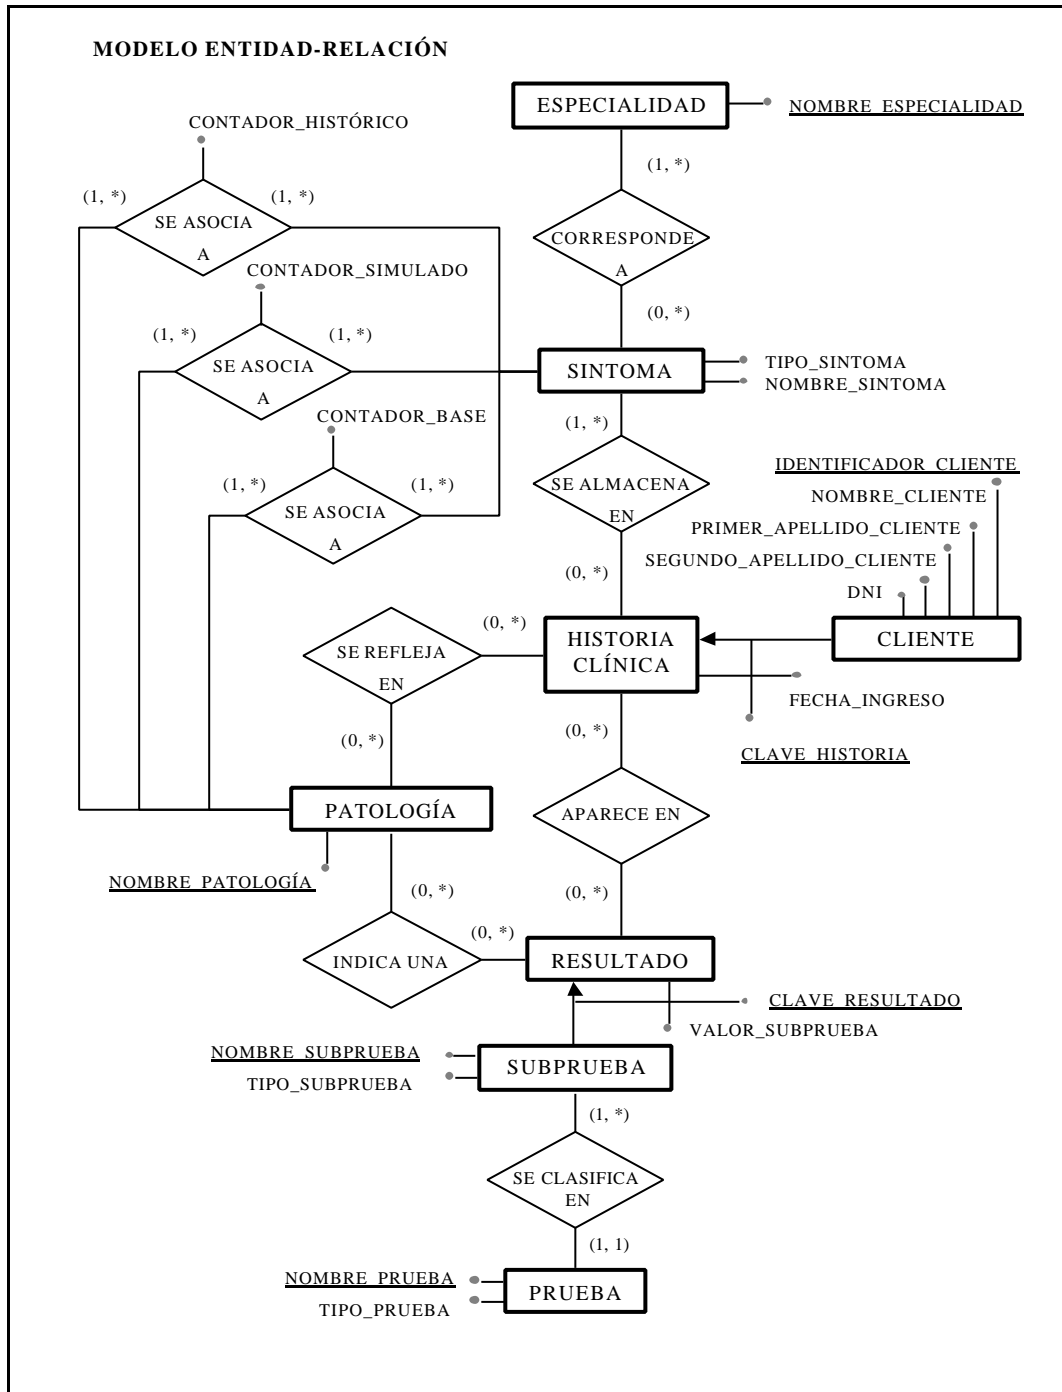 MODELO ENTIDAD-RELACIÓN
ESPECIALIDAD
NOMBRE_ESPECIALIDAD
CONTADOR_HISTÓRICO
(1, *)
(1, *)
(1, *)
SE ASOCIA
A
CORRESPONDE
A
CONTADOR_SIMULADO
(0, *)
(1, *)
(1, *)
SE ASOCIA
A
SINTOMA
TIPO_SINTOMA
NOMBRE_SINTOMA
CONTADOR_BASE
(1, *)
(1, *)
(1, *)
SE ASOCIA
A
SE ALMACENA
EN
IDENTIFICADOR_CLIENTE
NOMBRE_CLIENTE
PRIMER_APELLIDO_CLIENTE
SEGUNDO_APELLIDO_CLIENTE
DNI
(0, *)
(0, *)
SE REFLEJA
EN
HISTORIA
CLÍNICA
CLIENTE
FECHA_INGRESO
CLAVE_HISTORIA
(0, *)
(0, *)
PATOLOGÍA
APARECE EN
NOMBRE_PATOLOGÍA
(0, *)
(0, *)
(0, *)
INDICA UNA
RESULTADO
CLAVE_RESULTADO
VALOR_SUBPRUEBA
NOMBRE_SUBPRUEBA
TIPO_SUBPRUEBA
SUBPRUEBA
(1, *)
SE CLASIFICA
EN
(1, 1)
NOMBRE_PRUEBA
TIPO_PRUEBA
PRUEBA